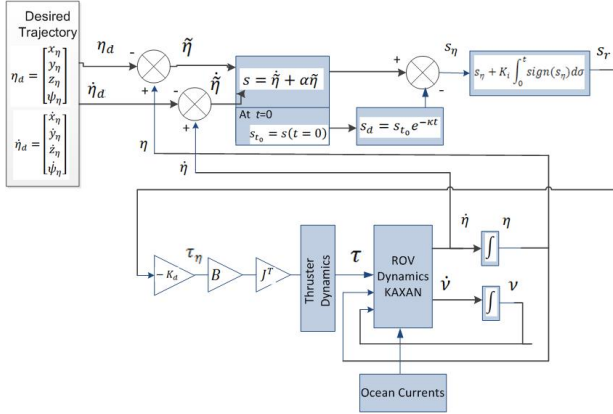 Desired
Trajectory
η_d = [x_η
y_η
z_η
ψ_η]
η̇_d = [ẋ_η
ẏ_η
ż_η
ψ̇_η]
η_d
η̇_d
-
+
η̃
-
+
η̃̇
η
η̇
s = η̃̇ + αη̃
At t=0
s_{t_0} = s(t = 0)
s_d = s_{t_0} e^{-κt}
+
-
s_η
s_η + K_i ∫_0^t sign(s_η)dσ
s_r
- K_d
τ_η
B
J^T
Thruster
Dynamics
τ
ROV
Dynamics
KAXAN
η̇
∫
η
ν̇
∫
ν
Ocean Currents